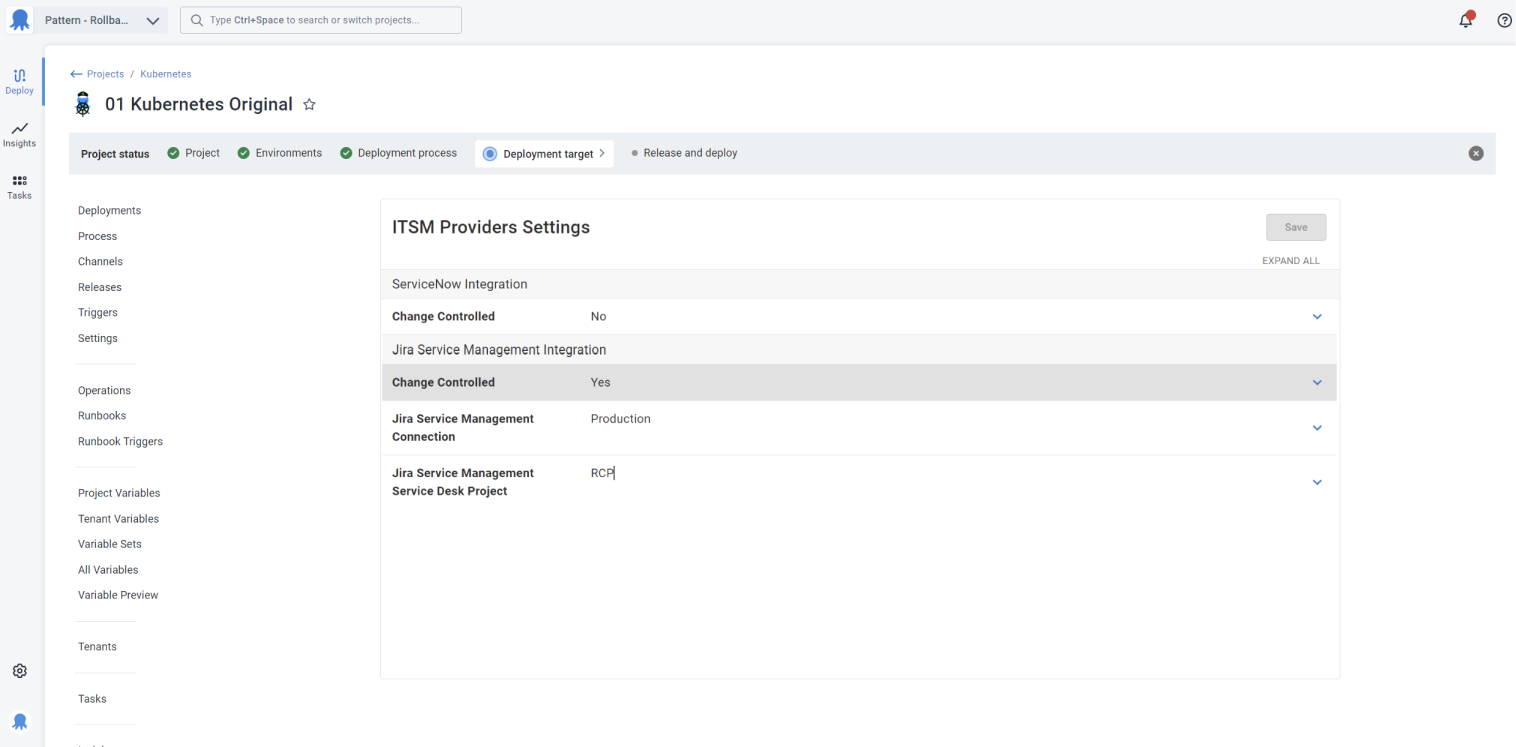 Pattern - Rollba...
Type Ctrl+Space to search or switch projects...
Deploy
Insights
Tasks
Projects / Kubernetes
01 Kubernetes Original
Project status Project Environments Deployment process Deployment target Release and deploy
Deployments
Process
Channels
Releases
Triggers
Settings
Operations
Runbooks
Runbook Triggers
Project Variables
Tenant Variables
Variable Sets
All Variables
Variable Preview
Tenants
Tasks
ITSM Providers Settings
Save
EXPAND ALL
ServiceNow Integration
Change Controlled No
Jira Service Management Integration
Change Controlled Yes
Jira Service Management Production
Connection
Jira Service Management RCP
Service Desk Project